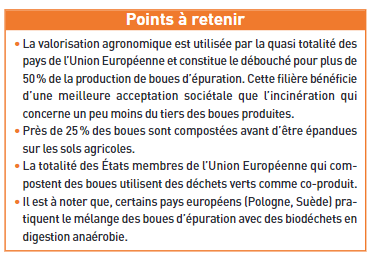 Points à retenir
• La valorisation agronomique est utilisée par la quasi totalité des
pays de l'Union Européenne et constitue le débouché pour plus de
50 % de la production de boues d'épuration. Cette filière bénéficie
d'une meilleure acceptation sociétale que l'incinération qui
concerne un peu moins du tiers des boues produites.
• Près de 25 % des boues sont compostées avant d'être épandues
sur les sols agricoles.
• La totalité des États membres de l'Union Européenne qui com-
postent des boues utilisent des déchets verts comme co-produit.
• Il est à noter que, certains pays européens (Pologne, Suède) pra-
tiquent le mélange des boues d'épuration avec des biodéchets en
digestion anaérobie.